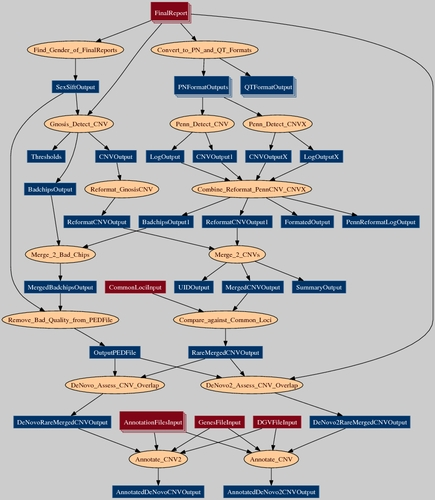 FinalReport
Find_Gender_of_FinalReports
Convert_to_PN_and_QT_Formats
SexSiftOutput
PNFormatOutputs
QTFormatOutput
Gnosis_Detect_CNV
Penn_Detect_CNV
Penn_Detect_CNVX
Thresholds
CNVOutput
LogOutput
CNVOutput1
CNVOutputX
LogOutputX
BadchipsOutput
Reformat_GnosisCNV
Combine_Reformat_PennCNV_CNVX
ReformatCNVOutput
BadchipsOutput1
ReformatCNVOutput1
FormatedOutput
PennReformatLogOutput
Merge_2_Bad_Chips
Merge_2_CNVs
MergedBadchipsOutput
CommonLociInput
UIDOutput
MergedCNVOutput
SummaryOutput
Remove_Bad_Quality_from_PEDFile
Compare_against_Common_Loci
OutputPEDFile
RareMergedCNVOutput
DeNovo_Assess_CNV_Overlap
DeNovo2_Assess_CNV_Overlap
DeNovoRareMergedCNVOutput
AnnotationFilesInput
GenesFileInput
DGVFileInput
DeNovo2RareMergedCNVOutput
Annotate_CNV2
Annotate_CNV
AnnotatedDeNovoCNVOutput
AnnotatedDeNovo2CNVOutput